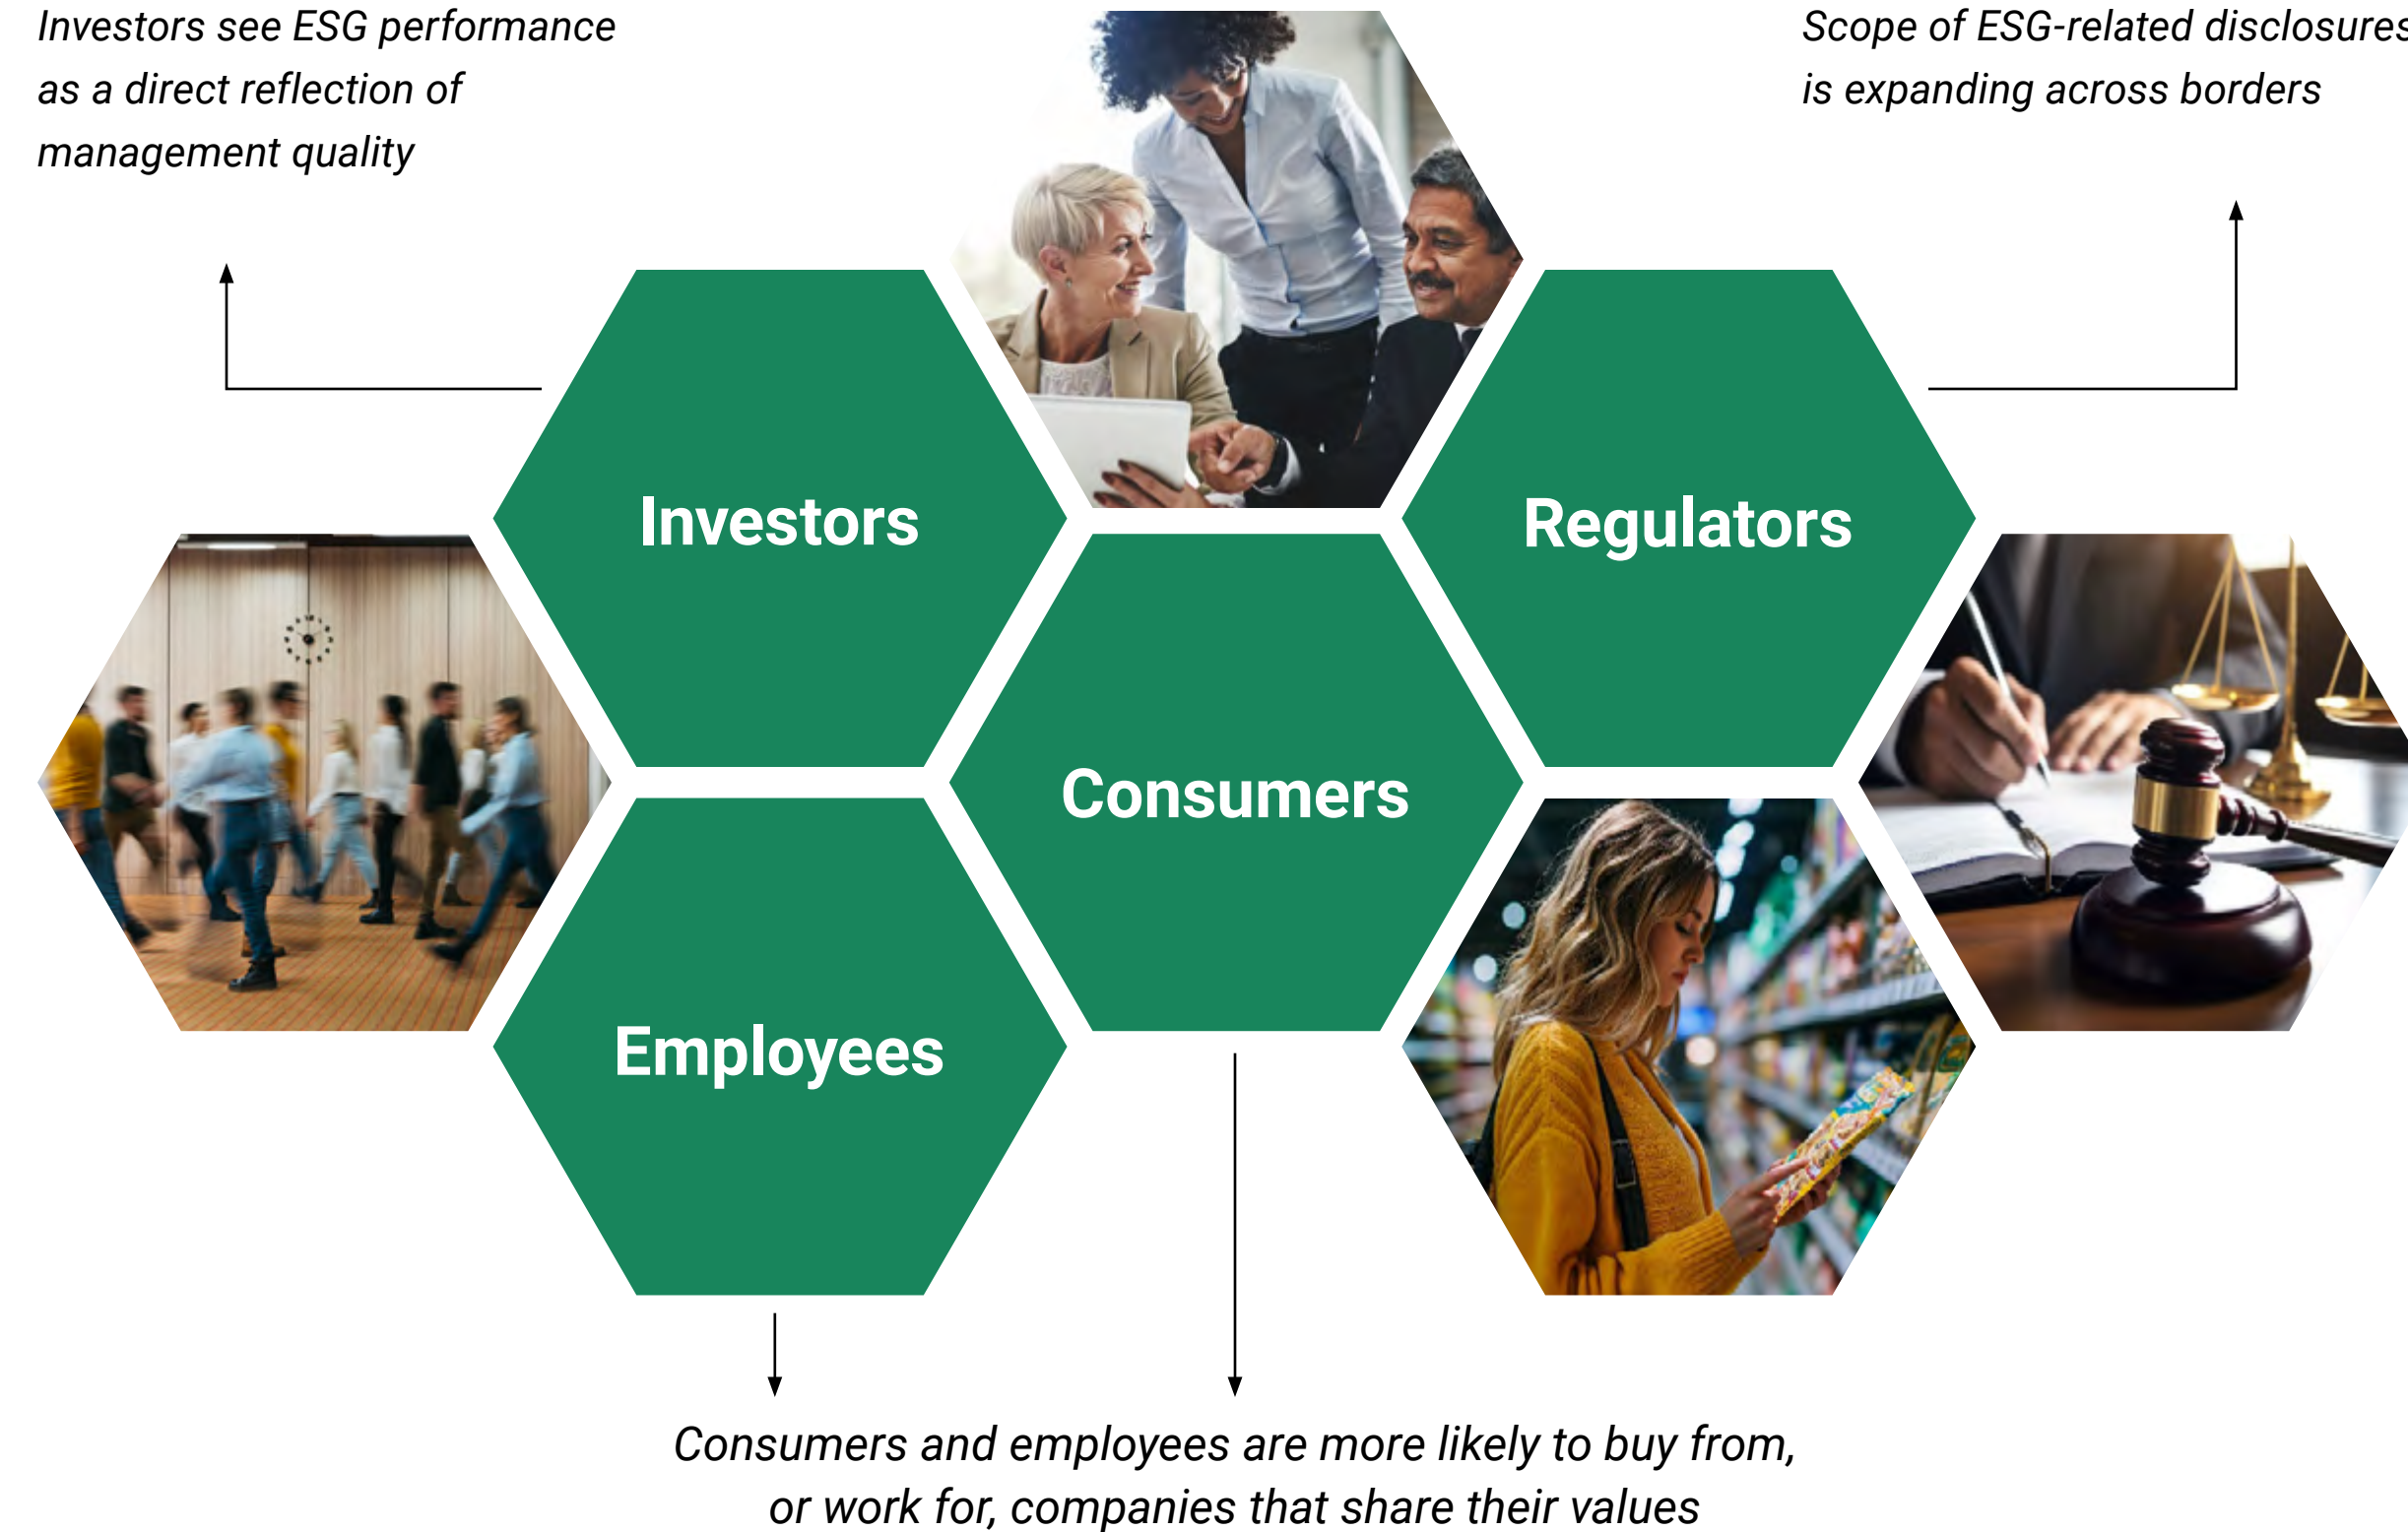 Investors see ESG performance
as a direct reflection of
management quality
Scope of ESG-related disclosures
is expanding across borders
Investors
Regulators
Consumers
Employees
Consumers and employees are more likely to buy from,
or work for, companies that share their values